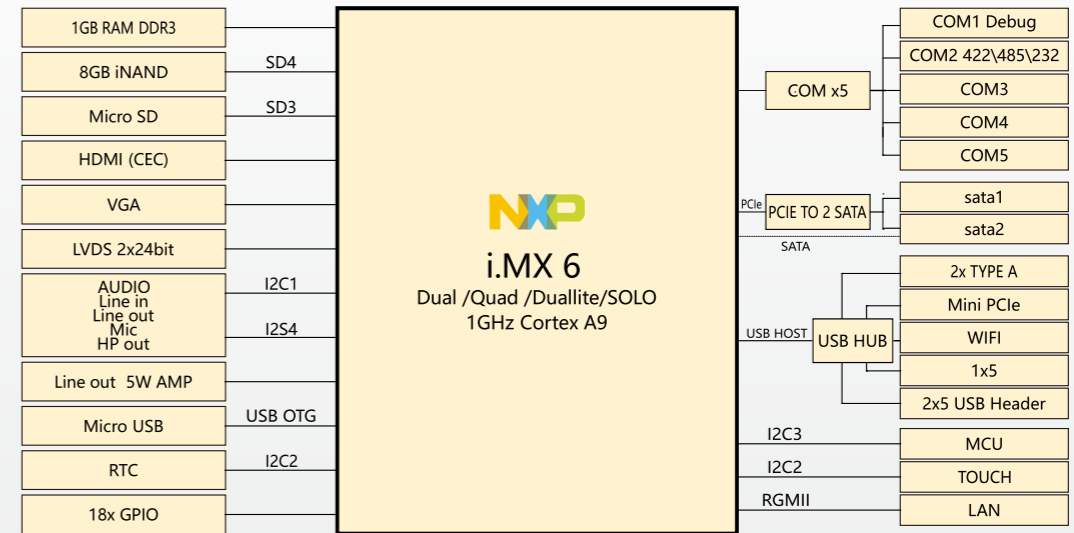 1GB RAM DDR3
8GB iNAND
SD4
Micro SD
SD3
HDMI (CEC)
VGA
LVDS 2x24bit
AUDIO
Line in
Line out
Mic
HP out
I2C1
I2S4
Line out 5W AMP
Micro USB
USB OTG
RTC
I2C2
18x GPIO
NXP
i.MX 6
Dual /Quad /Duallite/SOLO
1GHz Cortex A9
COM x5
COM1 Debug
COM2 422\485\232
COM3
COM4
COM5
PCIe
PCIE TO 2 SATA
sata1
sata2
SATA
USB HOST
USB HUB
2x TYPE A
Mini PCIe
WIFI
1x5
2x5 USB Header
I2C3
MCU
I2C2
TOUCH
RGMII
LAN